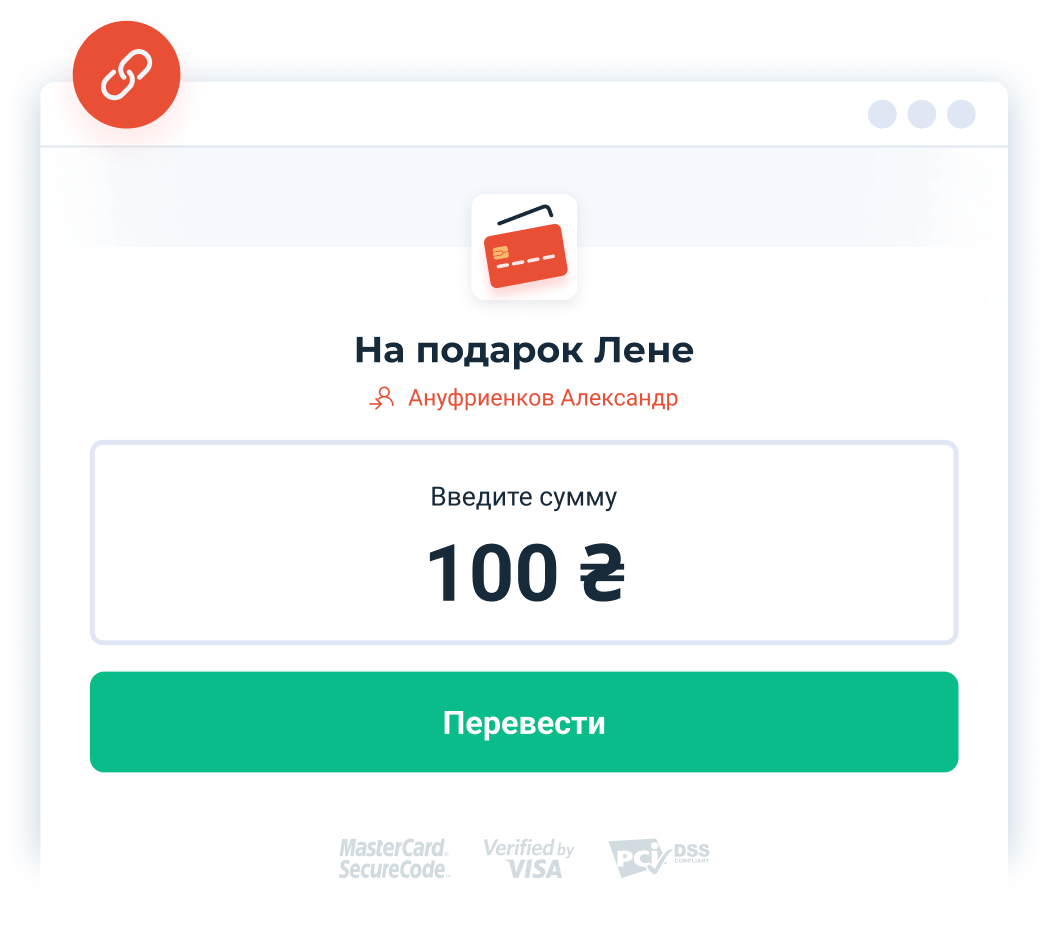 На подарок Лене
Ануфриенков Александр
Введите сумму
100 ₴
Перевести
MasterCard. Verified by PCi DSS
SecureCode. VISA COMPLIANT